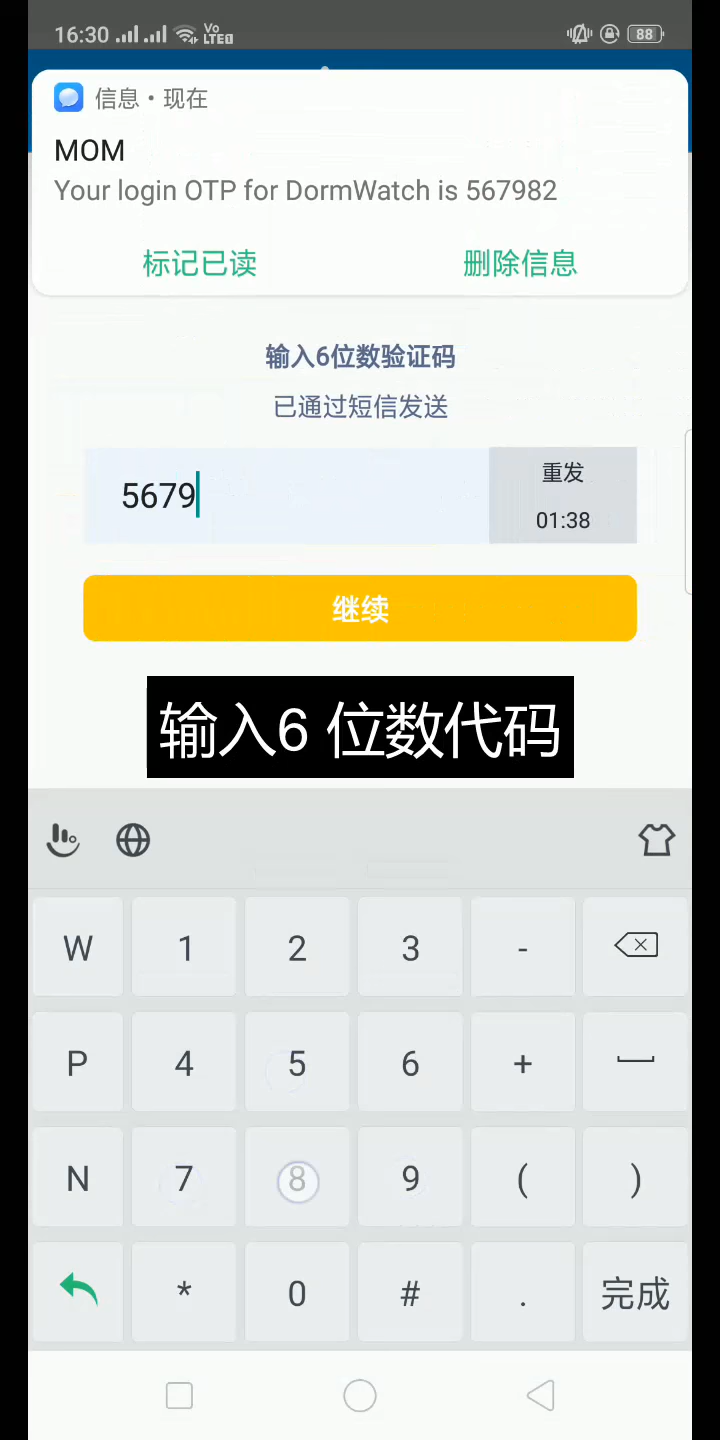 16:30 Vo LTE1 88
信息 • 现在
MOM
Your login OTP for DormWatch is 567982
标记已读 删除信息
输入6位数验证码
已通过短信发送
5679
重发
01:38
继续
输入6 位数代码
W 1 2 3 -
P 4 5 6 +
N 7 8 9 ( )
* 0 # . 完成